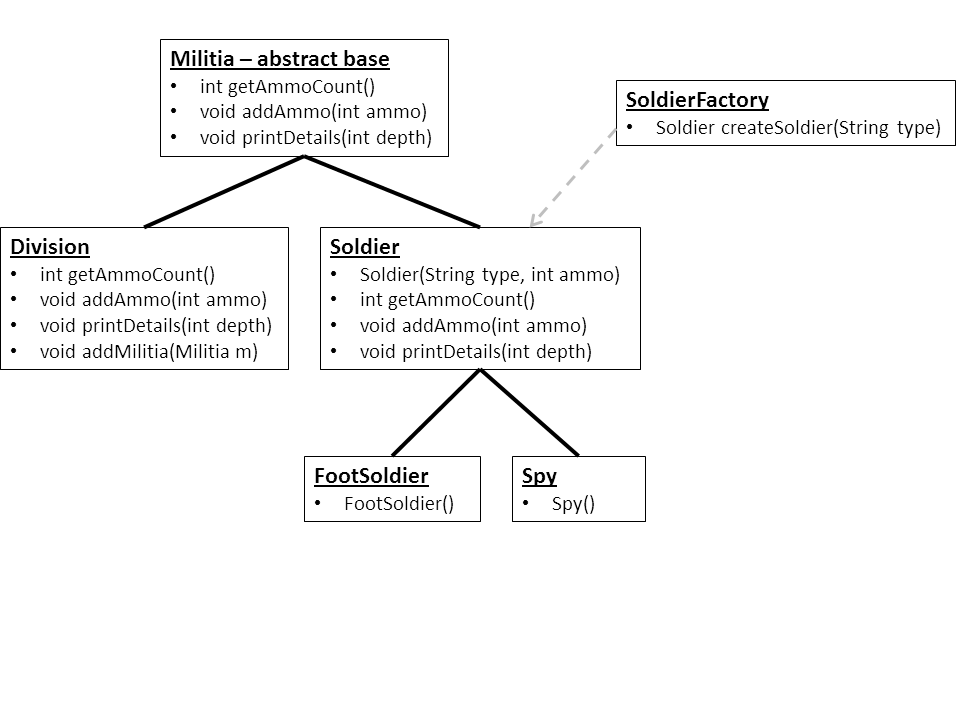 Militia – abstract base
• int getAmmoCount()
• void addAmmo(int ammo)
• void printDetails(int depth)
SoldierFactory
• Soldier createSoldier(String type)
Division
• int getAmmoCount()
• void addAmmo(int ammo)
• void printDetails(int depth)
• void addMilitia(Militia m)
Soldier
• Soldier(String type, int ammo)
• int getAmmoCount()
• void addAmmo(int ammo)
• void printDetails(int depth)
FootSoldier
• FootSoldier()
Spy
• Spy()